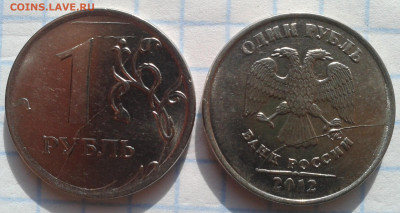 COINS.LAVE.RU
1
РУБЛЬ
ОДИН РУБЛЬ
БАНК РОССИИ
2012